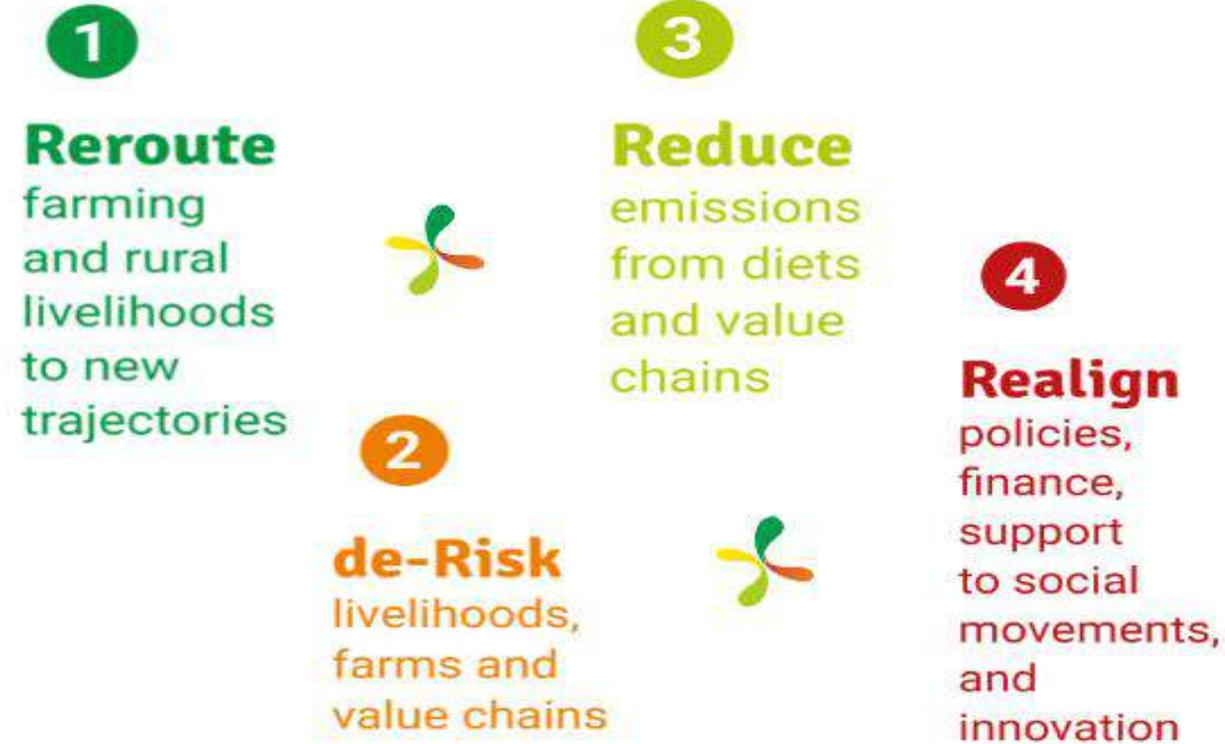 1
Reroute
farming
and rural
livelihoods
to new
trajectories
2
de-Risk
livelihoods,
farms and
value chains
3
Reduce
emissions
from diets
and value
chains
4
Realign
policies,
finance,
support
to social
movements,
and
innovation